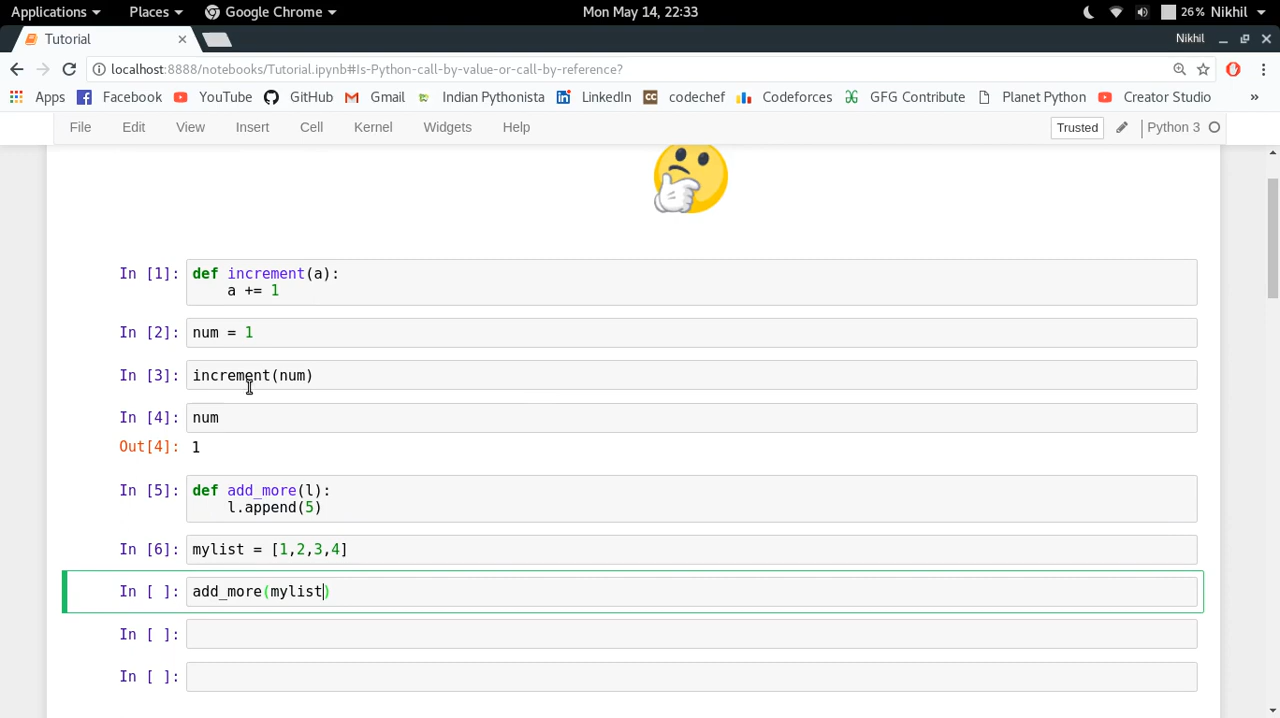 Applications Places Google Chrome Mon May 14, 22:33 26% Nikhil
Tutorial Nikhil
localhost:8888/notebooks/Tutorial.ipynb#Is-Python-call-by-value-or-call-by-reference?
Apps Facebook YouTube GitHub Gmail Indian Pythonista LinkedIn CC codechef Codeforces GFG Contribute Planet Python Creator Studio »
File Edit View Insert Cell Kernel Widgets Help Trusted Python 3
In [1]: def increment(a):
a += 1
In [2]: num = 1
In [3]: increment(num)
In [4]: num
Out[4]: 1
In [5]: def add_more(l):
l.append(5)
In [6]: mylist = [1,2,3,4]
In [ ]: add_more(mylist)
In [ ]:
In [ ]: